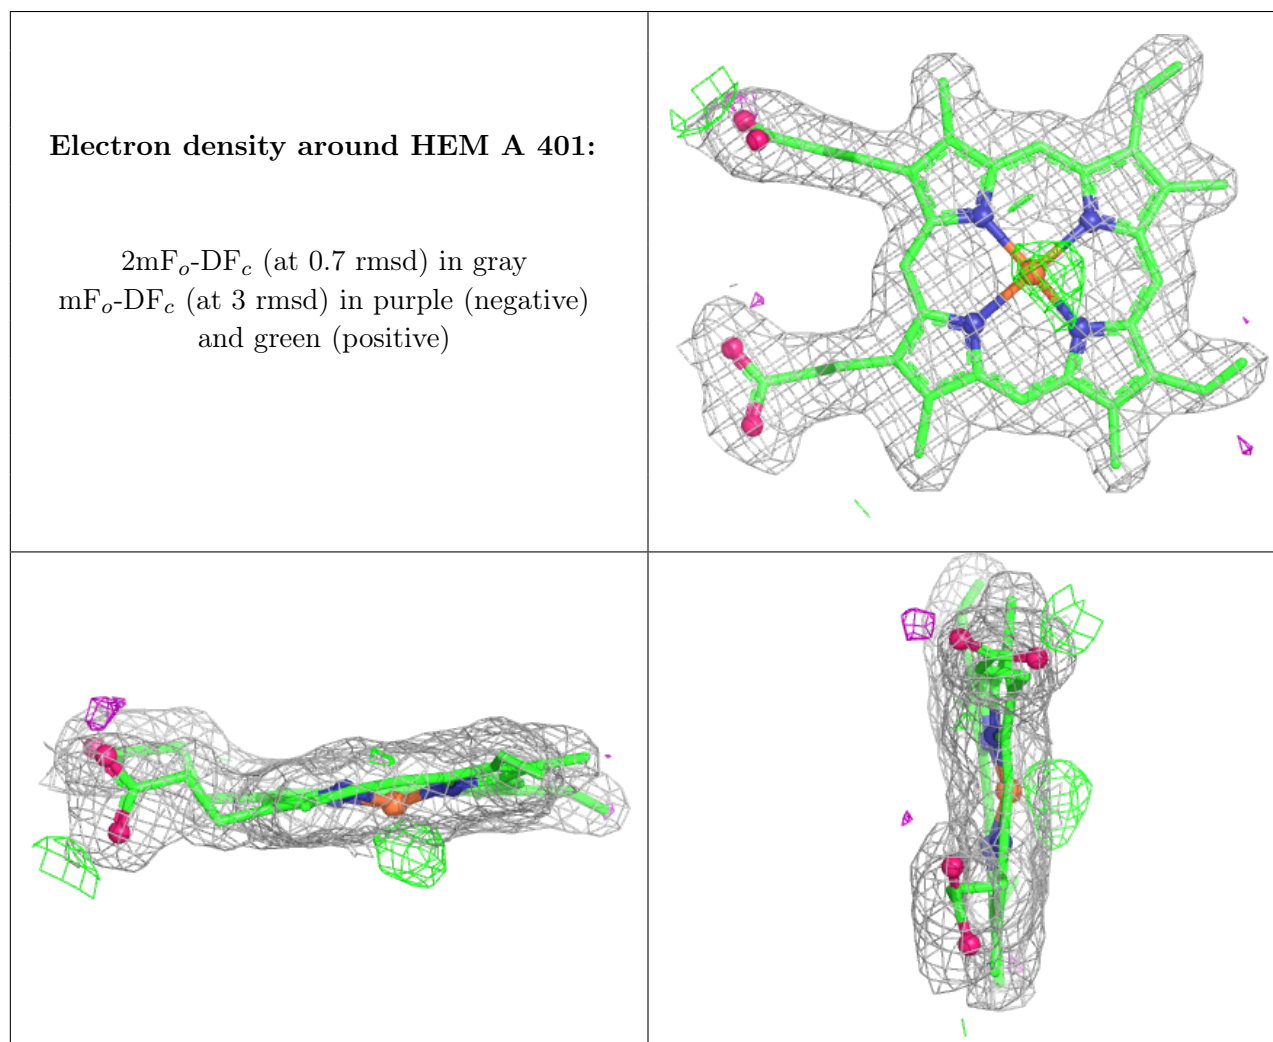 Electron density around HEM A 401:
2mFo-DFc (at 0.7 rmsd) in gray
mFo-DFc (at 3 rmsd) in purple (negative)
and green (positive)